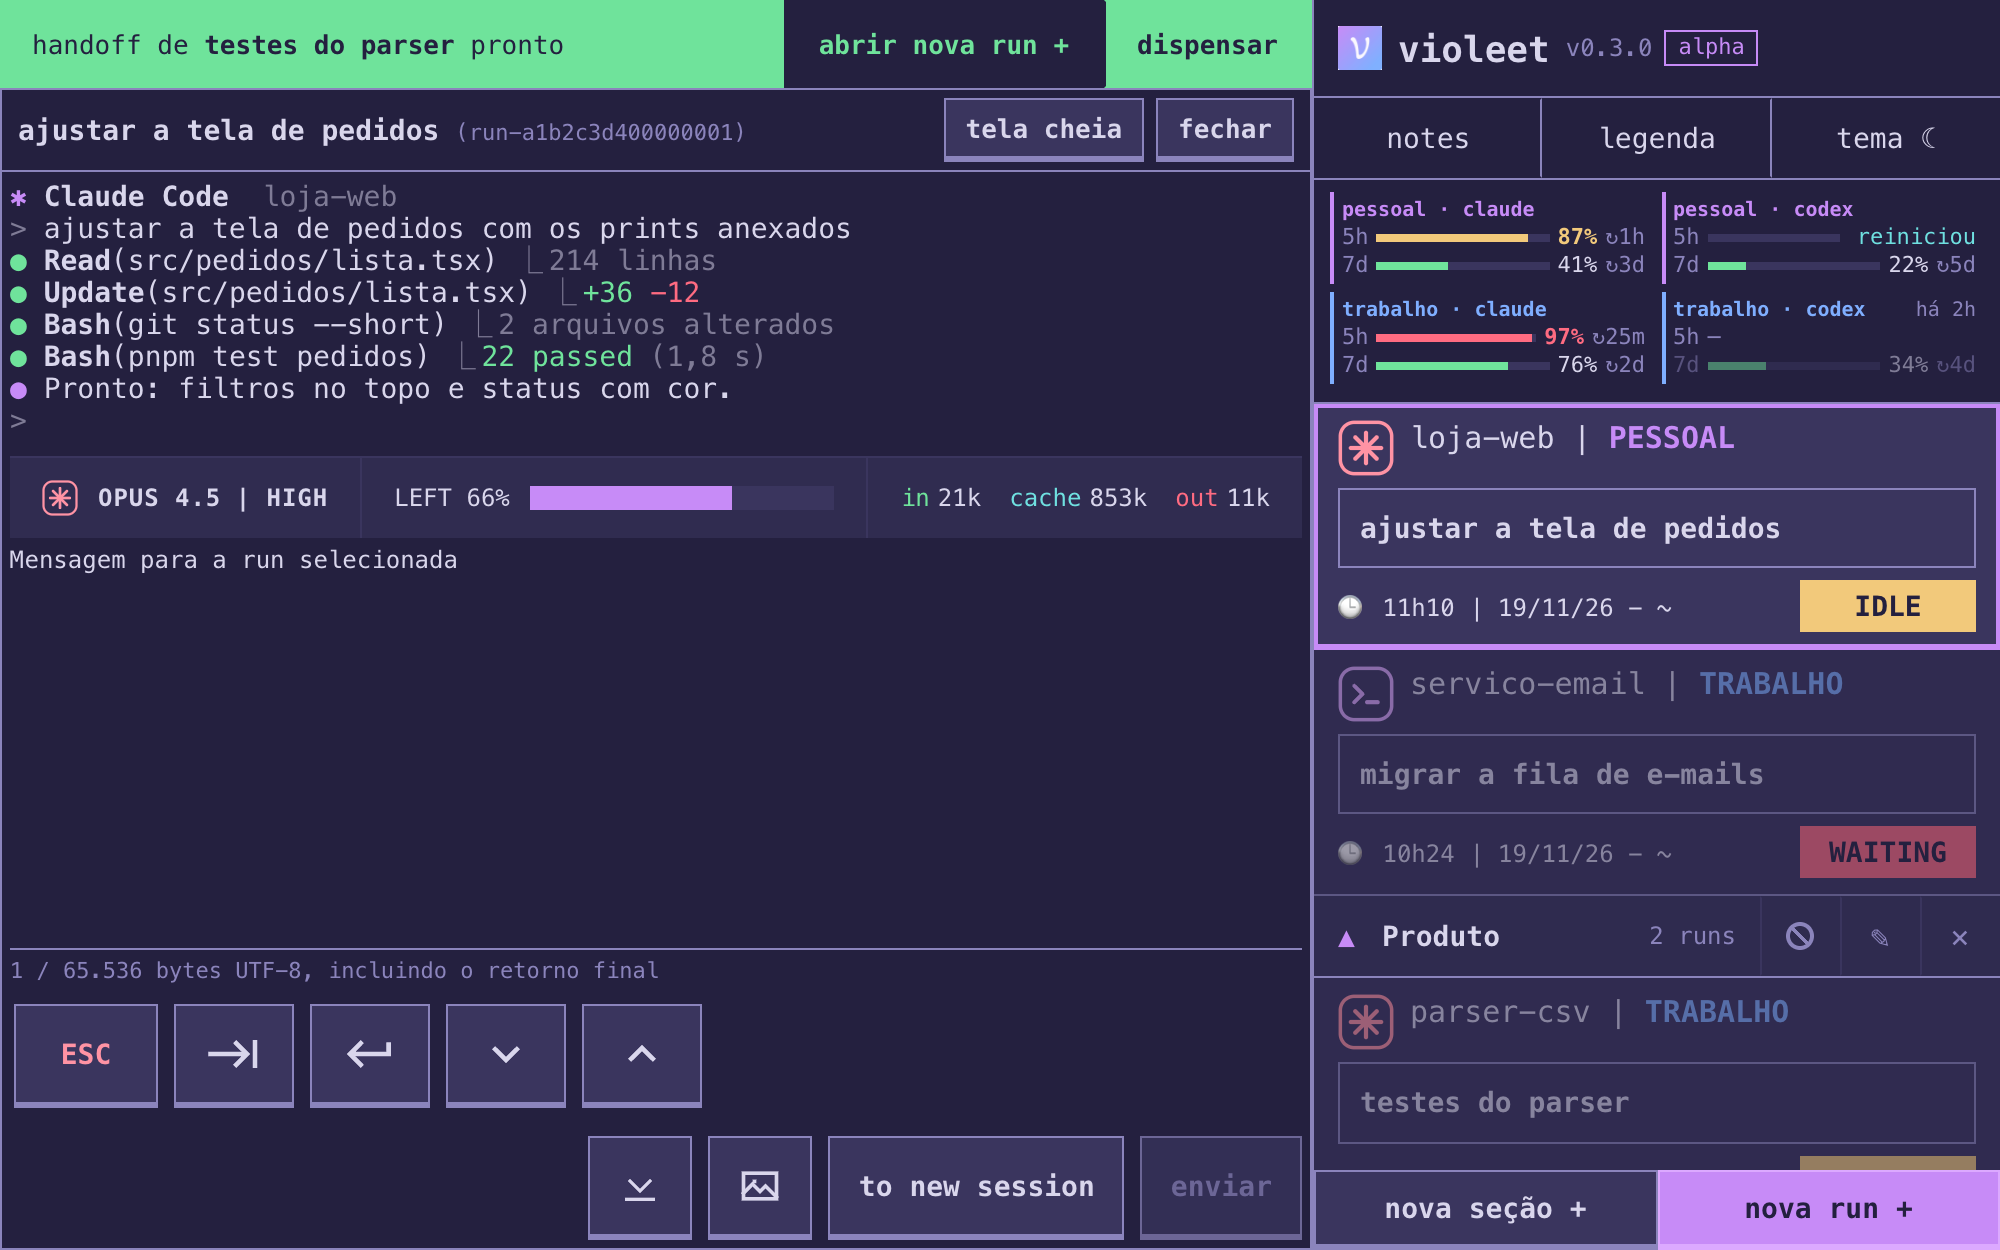 handoff de testes do parser pronto
abrir nova run +
dispensar
ajustar a tela de pedidos (run-a1b2c3d400000001)
tela cheia
fechar
✱ Claude Code loja-web
> ajustar a tela de pedidos com os prints anexados
● Read(src/pedidos/lista.tsx) ⎿ 214 linhas
● Update(src/pedidos/lista.tsx) ⎿ +36 −12
● Bash(git status --short) ⎿ 2 arquivos alterados
● Bash(pnpm test pedidos) ⎿ 22 passed (1,8 s)
● Pronto: filtros no topo e status com cor.
>
OPUS 4.5 | HIGH
LEFT 66%
in 21k cache 853k out 11k
Mensagem para a run selecionada
1 / 65.536 bytes UTF-8, incluindo o retorno final
ESC
to new session
enviar
violeet v0.3.0 alpha
notes
legenda
tema ☾
pessoal · claude
5h 87% ↻1h
7d 41% ↻3d
pessoal · codex
5h reiniciou
7d 22% ↻5d
trabalho · claude
5h 97% ↻25m
7d 76% ↻2d
trabalho · codex há 2h
5h —
7d 34% ↻4d
loja-web | PESSOAL
ajustar a tela de pedidos
11h10 | 19/11/26 - ~
IDLE
servico-email | TRABALHO
migrar a fila de e-mails
10h24 | 19/11/26 - ~
WAITING
▲ Produto 2 runs ✎ ×
parser-csv | TRABALHO
testes do parser
nova seção +
nova run +